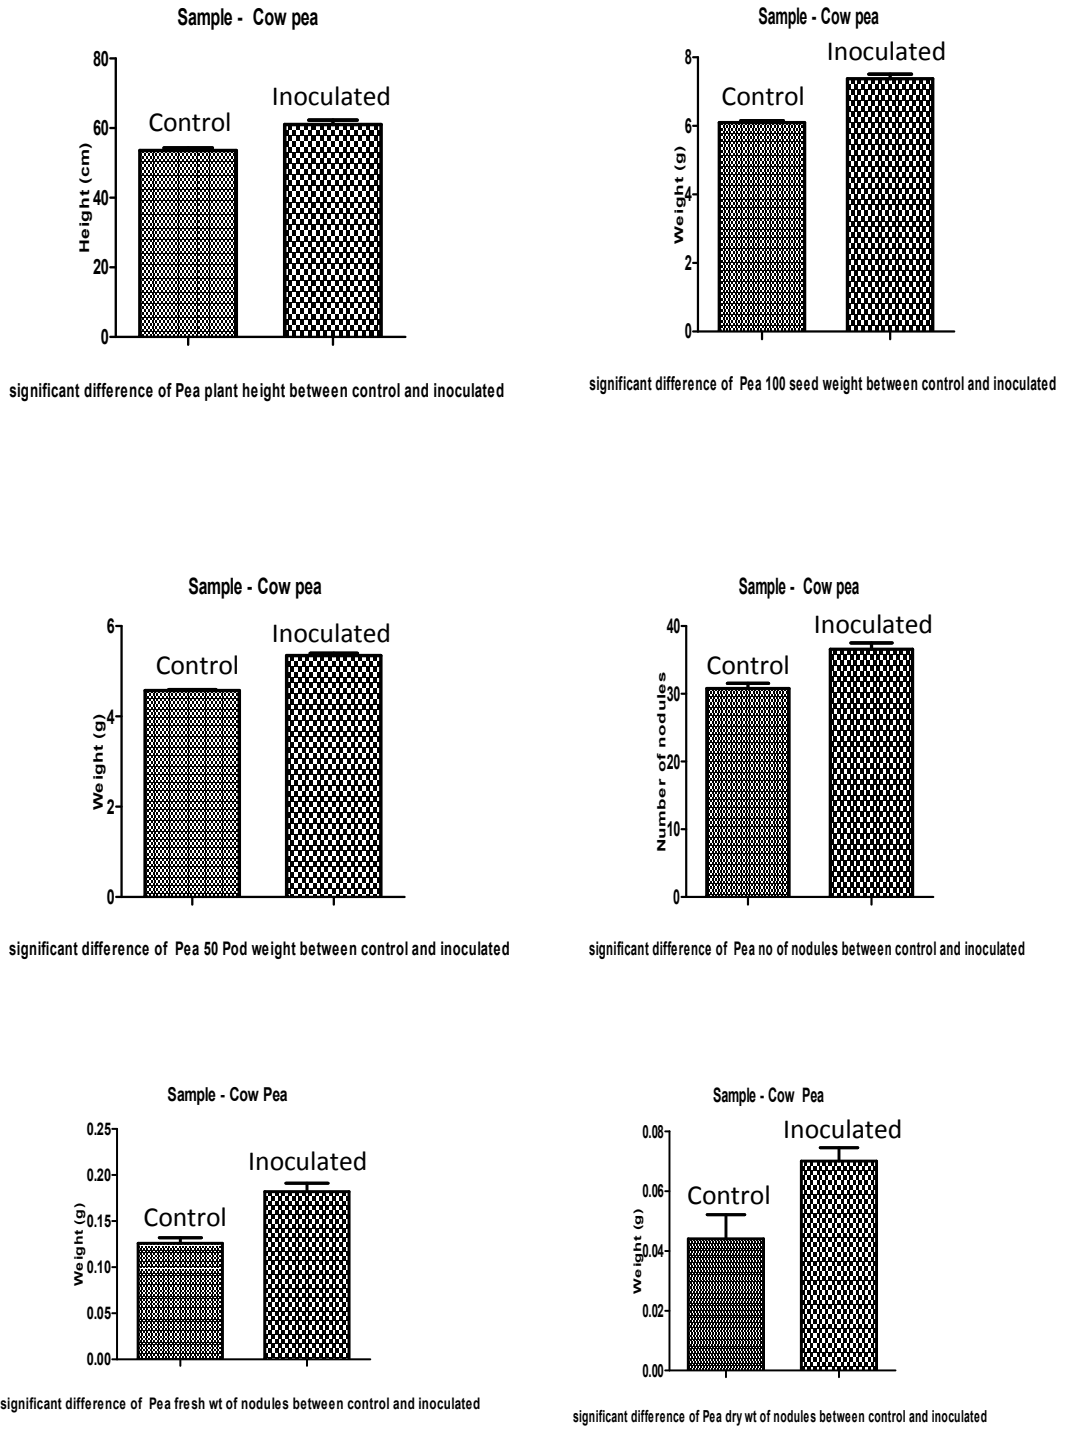 Sample - Cow pea
80
60
40
20
0
Height (cm)
Control
Inoculated
significant difference of Pea plant height between control and inoculated
Sample - Cow pea
8
6
4
2
0
Weight (g)
Control
Inoculated
significant difference of Pea 100 seed weight between control and inoculated
Sample - Cow pea
6
4
2
0
Weight (g)
Control
Inoculated
significant difference of Pea 50 Pod weight between control and inoculated
Sample - Cow pea
40
30
20
10
0
Number of nodules
Control
Inoculated
significant difference of Pea no of nodules between control and inoculated
Sample - Cow Pea
0.25
0.20
0.15
0.10
0.05
0.00
Weight (g)
Control
Inoculated
significant difference of Pea fresh wt of nodules between control and inoculated
Sample - Cow Pea
0.08
0.06
0.04
0.02
0.00
Weight (g)
Control
Inoculated
significant difference of Pea dry wt of nodules between control and inoculated